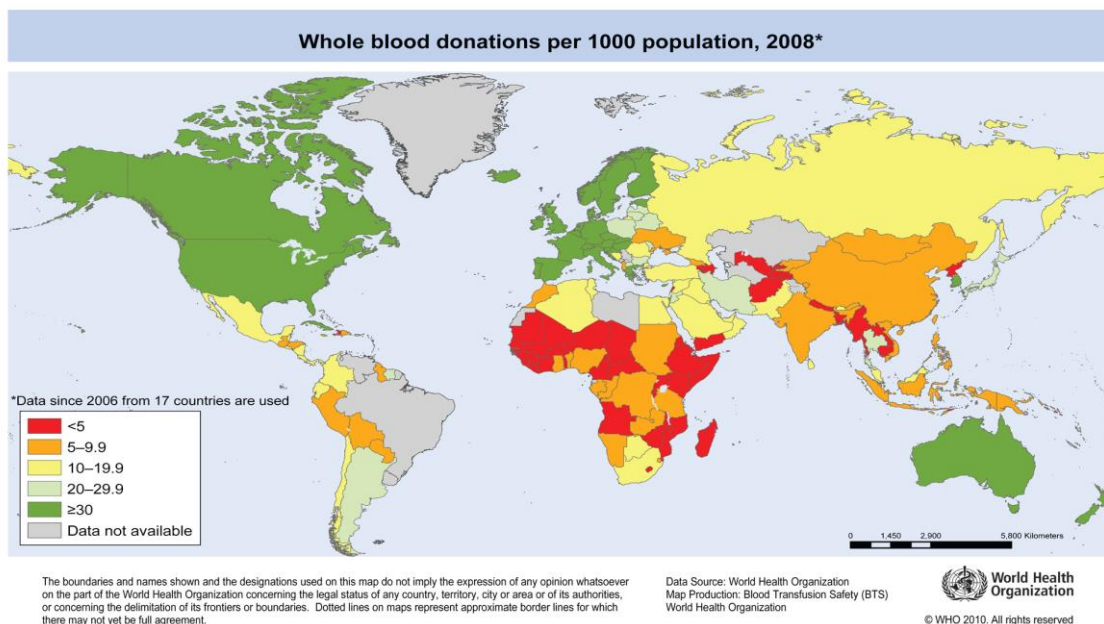 Whole blood donations per 1000 population, 2008*
*Data since 2006 from 17 countries are used
<5
5–9.9
10–19.9
20–29.9
≥30
Data not available
0 1,450 2,900 5,800 Kilometers
The boundaries and names shown and the designations used on this map do not imply the expression of any opinion whatsoever
on the part of the World Health Organization concerning the legal status of any country, territory, city or area or of its authorities,
or concerning the delimitation of its frontiers or boundaries. Dotted lines on maps represent approximate border lines for which
there may not yet be full agreement.
Data Source: World Health Organization
Map Production: Blood Transfusion Safety (BTS)
World Health Organization
World Health
Organization
© WHO 2010. All rights reserved